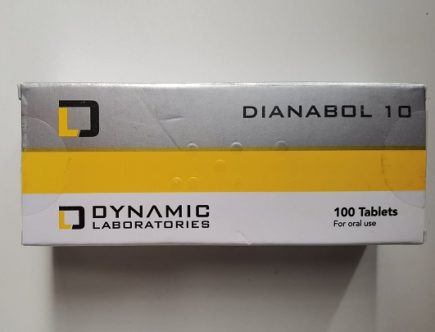 DIANABOL 10
DYNAMIC
LABORATORIES
100 Tablets
For oral use